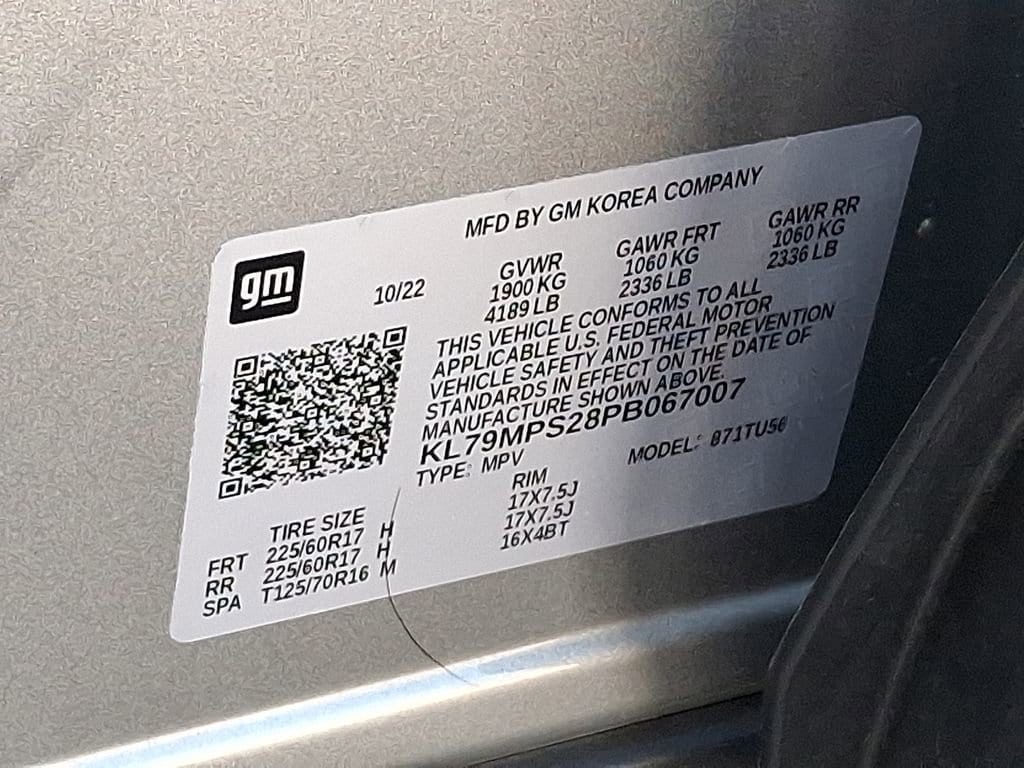 MFD BY GM KOREA COMPANY
gm
10/22
GVWR GAWR FRT GAWR RR
1900 KG 1060 KG 1060 KG
4189 LB 2336 LB 2336 LB
THIS VEHICLE CONFORMS TO ALL
APPLICABLE U.S. FEDERAL MOTOR
VEHICLE SAFETY AND THEFT PREVENTION
STANDARDS IN EFFECT ON THE DATE OF
MANUFACTURE SHOWN ABOVE.
KL79MPS28PB067007
TYPE: MPV MODEL: 871TU56
TIRE SIZE RIM
FRT 225/60R17 H 17X7.5J
RR 225/60R17 H 17X7.5J
SPA T125/70R16 M 16X4BT